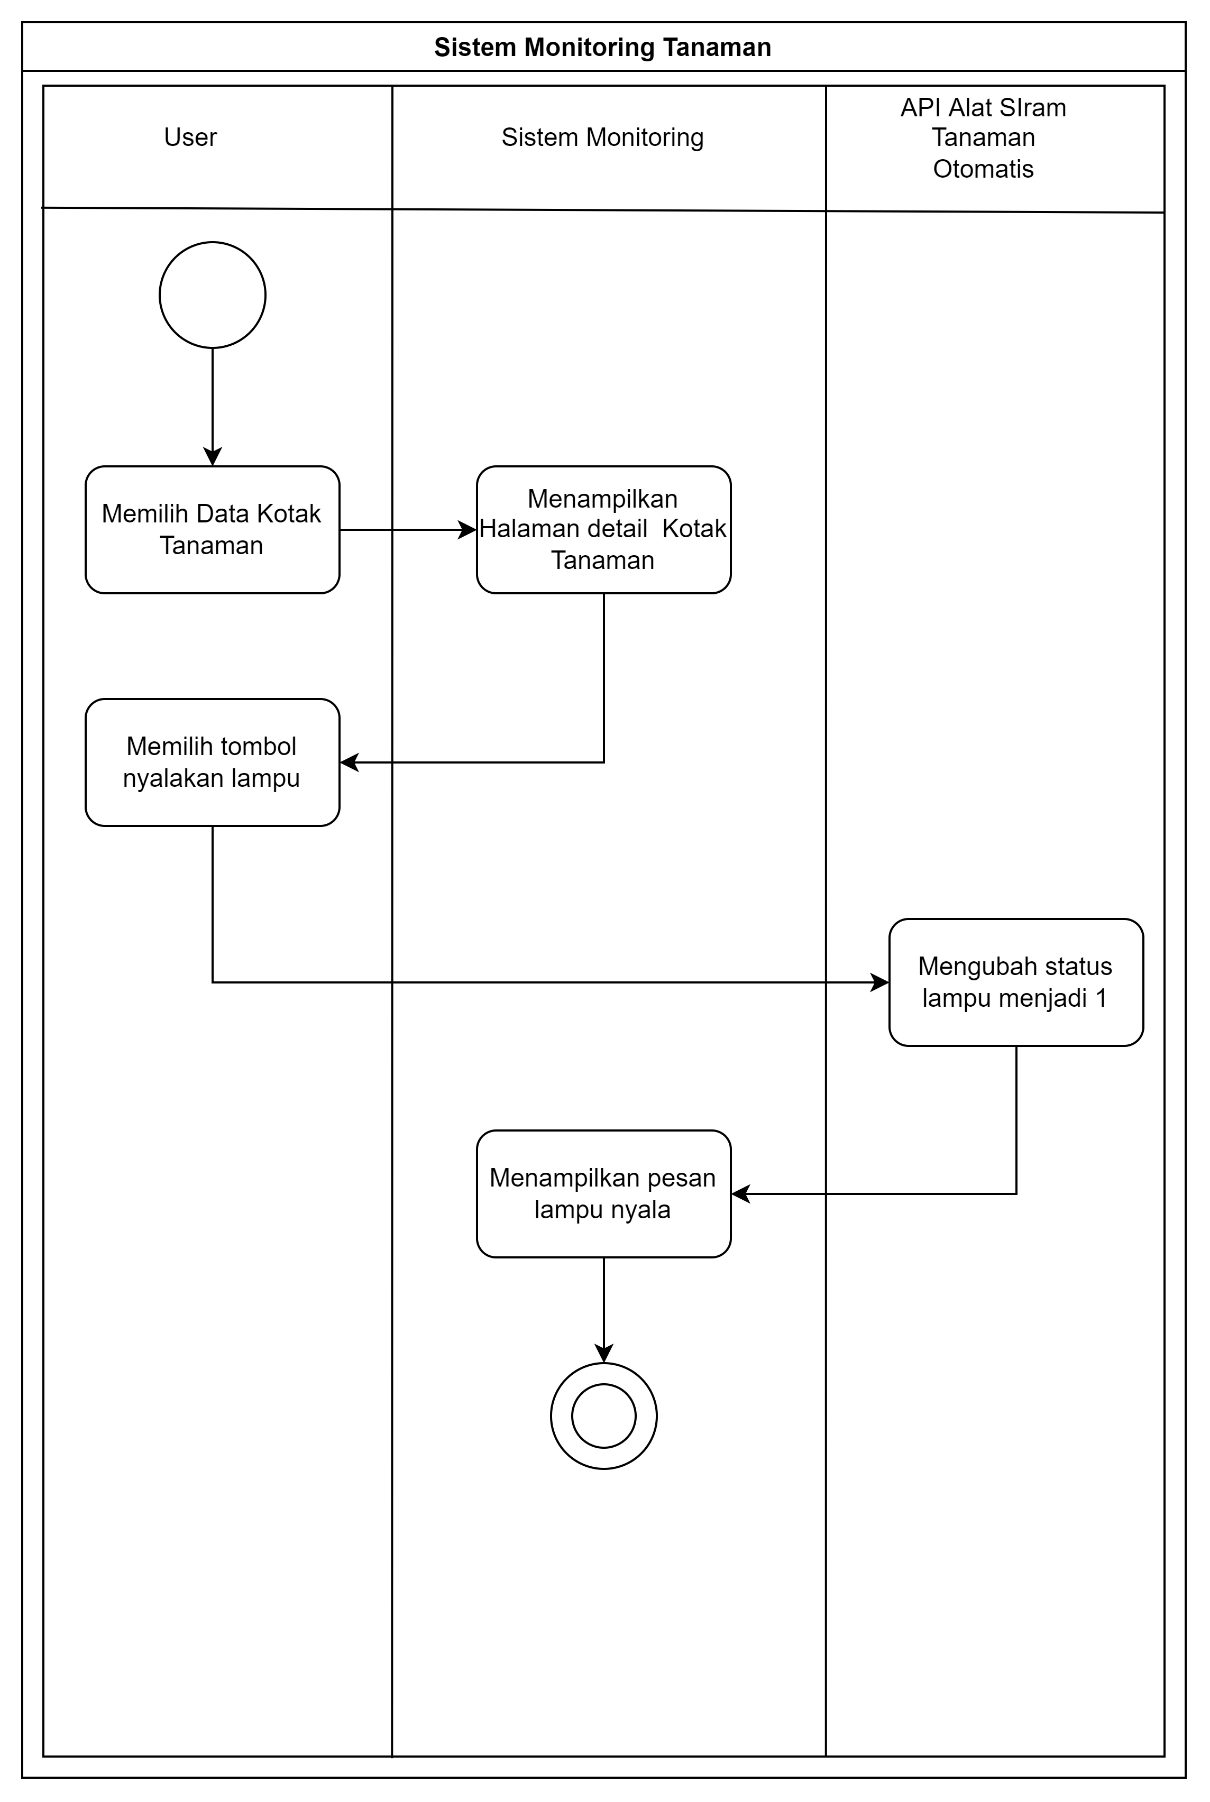 Sistem Monitoring Tanaman
User
Sistem Monitoring
API Alat SIram
Tanaman
Otomatis
Memilih Data Kotak
Tanaman
Menampilkan
Halaman detail  Kotak
Tanaman
Memilih tombol
nyalakan lampu
Mengubah status
lampu menjadi 1
Menampilkan pesan
lampu nyala